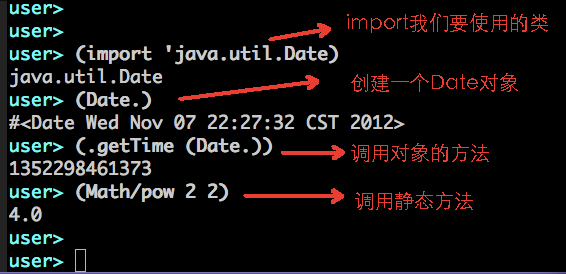 user>
user>
user> (import 'java.util.Date)
import我们要使用的类
java.util.Date
user> (Date.)
创建一个Date对象
#<Date Wed Nov 07 22:27:32 CST 2012>
user> (.getTime (Date.))
调用对象的方法
1352298461373
user> (Math/pow 2 2)
调用静态方法
4.0
user>
user>